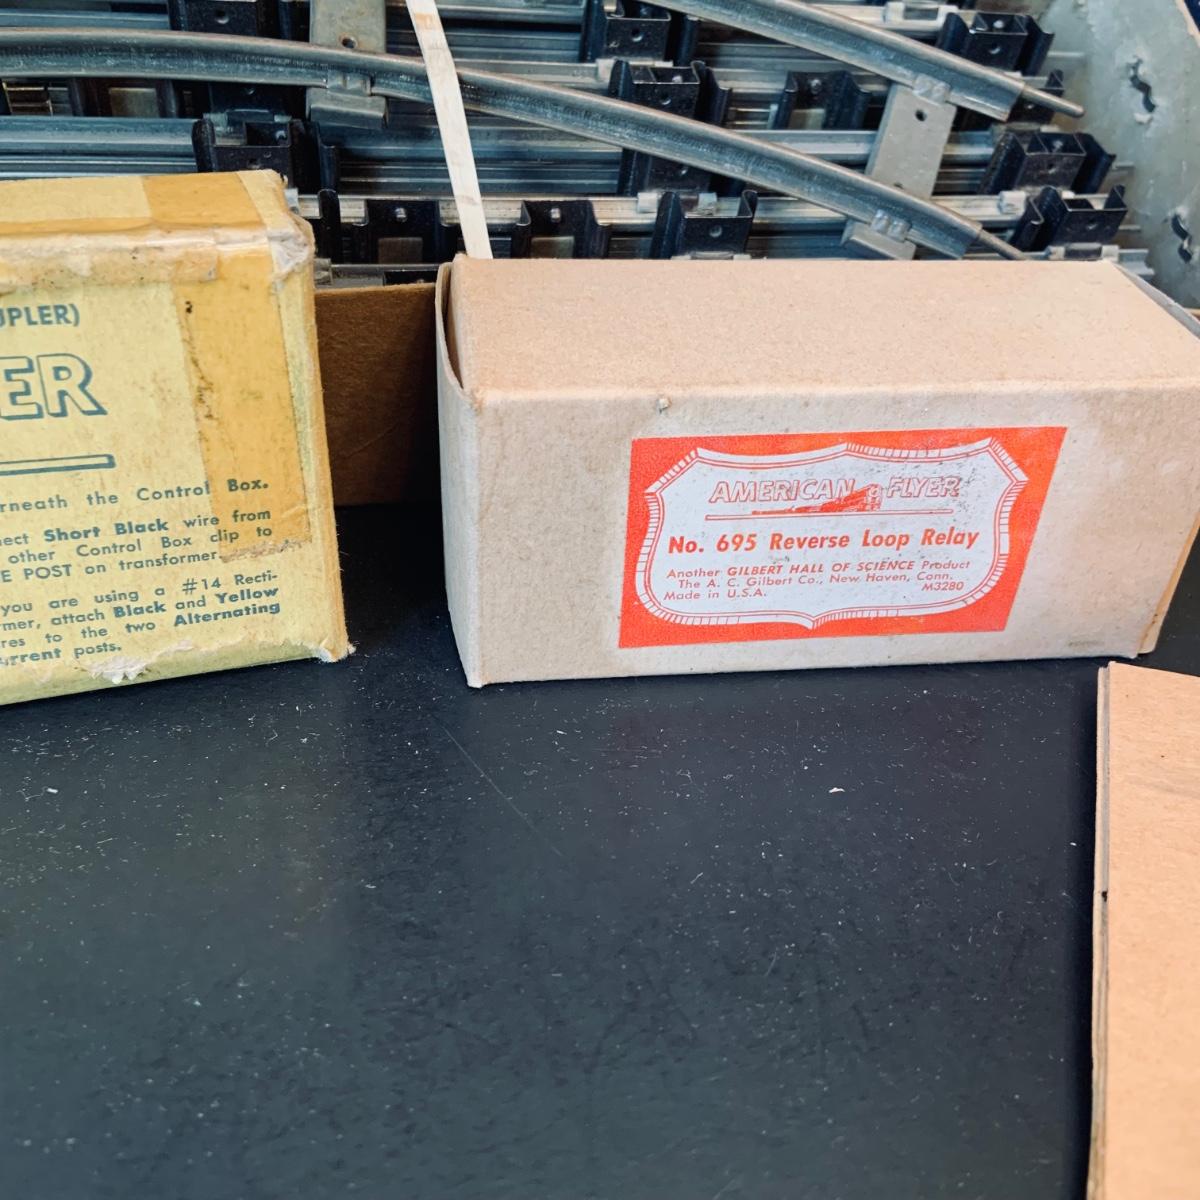 UPLER)
ER
rneath the Control Box.
nect Short Black wire from
other Control Box clip to
E POST on transformer.
you are using a #14 Recti-
rmer, attach Black and Yellow
res to the two Alternating
urrent posts.
AMERICAN FLYER
No. 695 Reverse Loop Relay
Another GILBERT HALL OF SCIENCE Product
The A. C. Gilbert Co., New Haven, Conn.
Made in U.S.A. M3280